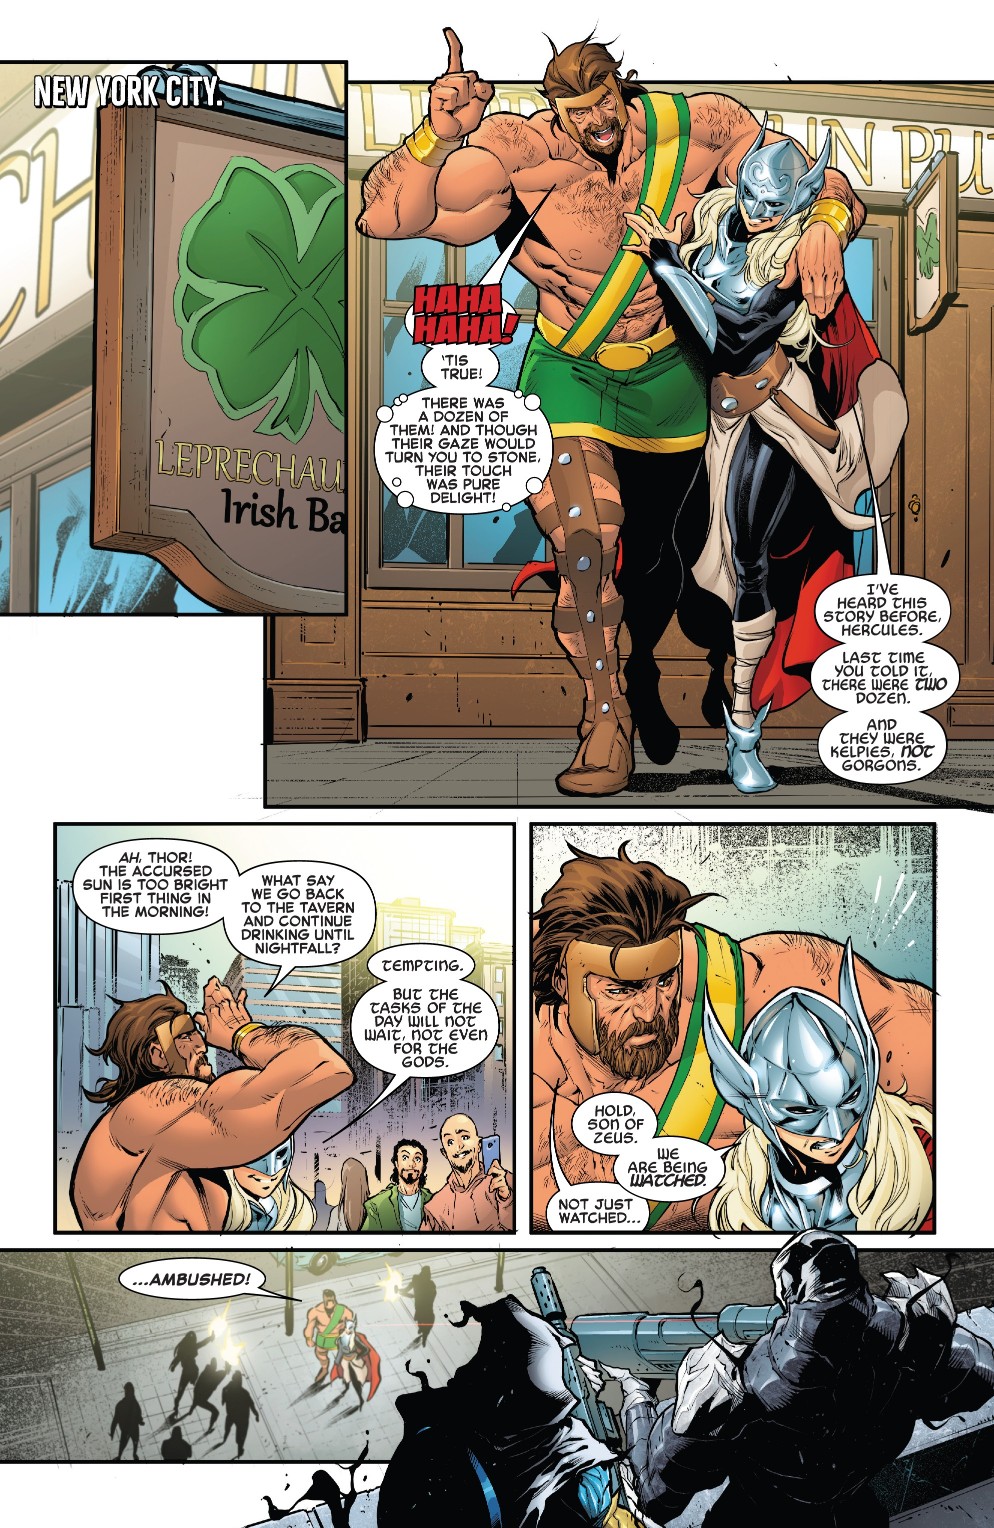 NEW YORK CITY.
LEPRECHAU
Irish Ba
LEPR
UN PU
HAHA
HAHA!
'TIS
TRUE!
THERE WAS
A DOZEN OF
THEM! AND THOUGH
THEIR GAZE WOULD
TURN YOU TO STONE,
THEIR TOUCH
WAS PURE
DELIGHT!
I'VE
HEARD THIS
STORY BEFORE,
HERCULES.
LAST TIME
YOU TOLD IT,
THERE WERE TWO
DOZEN.
AND
THEY WERE
KELPIES, NOT
GORGONS.
AH, THOR!
THE ACCURSED
SUN IS TOO BRIGHT
FIRST THING IN
THE MORNING!
WHAT SAY
WE GO BACK
TO THE TAVERN
AND CONTINUE
DRINKING UNTIL
NIGHTFALL?
TEMPTING.
BUT THE
TASKS OF THE
DAY WILL NOT
WAIT, NOT EVEN
FOR THE
GODS.
HOLD,
SON OF
ZEUS.
WE
ARE BEING
WATCHED.
NOT JUST
WATCHED...
...AMBUSHED!